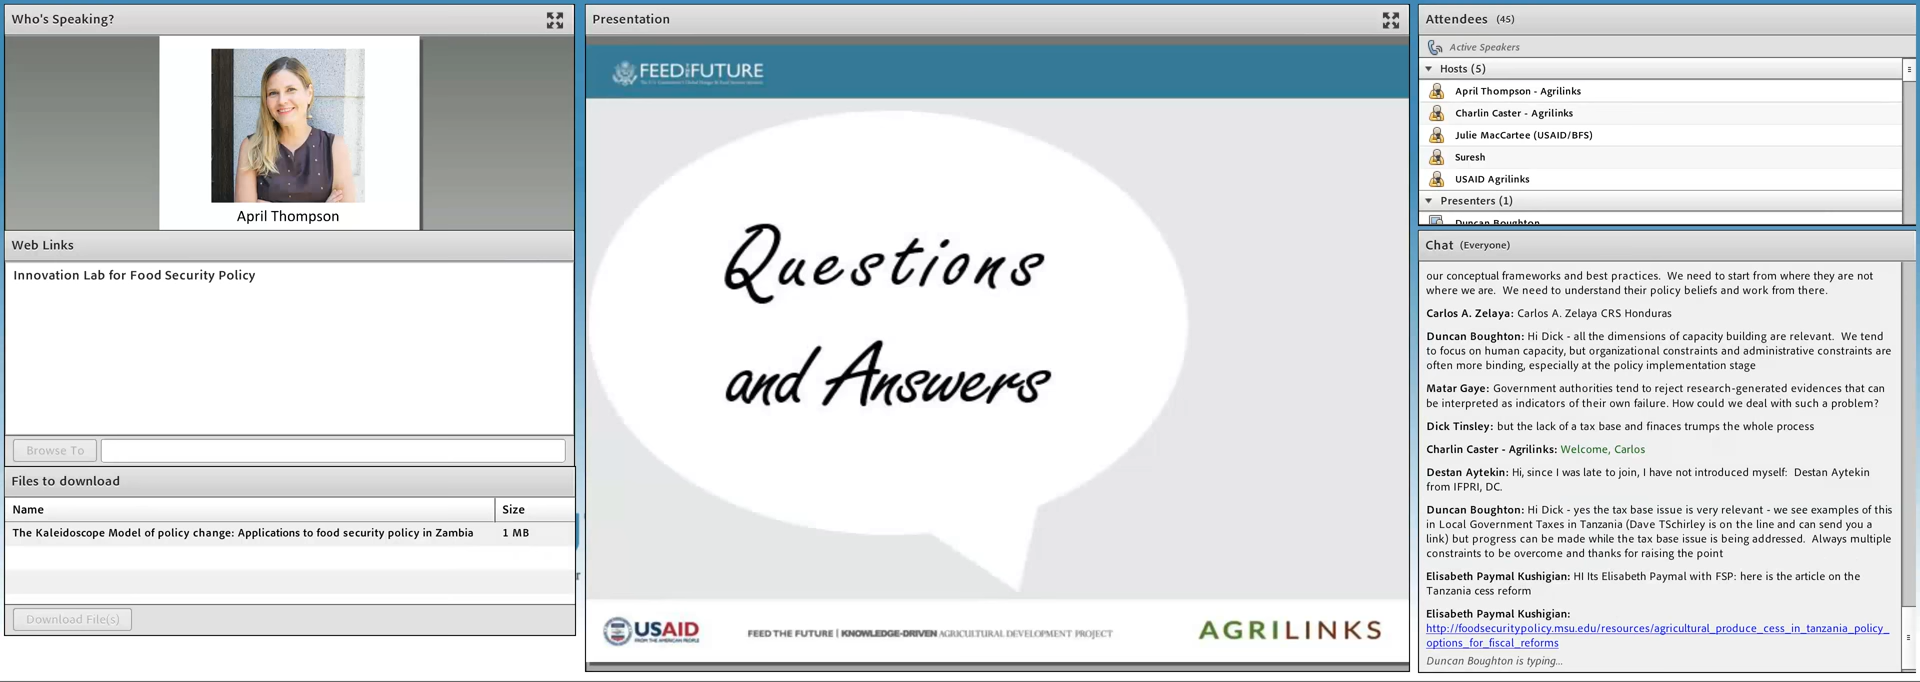 Who's Speaking?
April Thompson
Web Links
Innovation Lab for Food Security Policy
Browse To
Files to download
Name Size
The Kaleidoscope Model of policy change: Applications to food security policy in Zambia 1 MB
Download File(s)
Presentation
FEED THE FUTURE
Questions
and Answers
USAID
FROM THE AMERICAN PEOPLE
FEED THE FUTURE | KNOWLEDGE-DRIVEN AGRICULTURAL DEVELOPMENT PROJECT
AGRILINKS
Attendees (45)
Active Speakers
Hosts (5)
April Thompson - Agrilinks
Charlin Caster - Agrilinks
Julie MacCartee (USAID/BFS)
Suresh
USAID Agrilinks
Presenters (1)
Duncan Boughton
Chat (Everyone)
our conceptual frameworks and best practices. We need to start from where they are not
where we are. We need to understand their policy beliefs and work from there.
Carlos A. Zelaya: Carlos A. Zelaya CRS Honduras
Duncan Boughton: Hi Dick - all the dimensions of capacity building are relevant. We tend
to focus on human capacity, but organizational constraints and administrative constraints are
often more binding, especially at the policy implementation stage
Matar Gaye: Government authorities tend to reject research-generated evidences that can
be interpreted as indicators of their own failure. How could we deal with such a problem?
Dick Tinsley: but the lack of a tax base and finaces trumps the whole process
Charlin Caster - Agrilinks: Welcome, Carlos
Destan Aytekin: Hi, since I was late to join, I have not introduced myself: Destan Aytekin
from IFPRI, DC.
Duncan Boughton: Hi Dick - yes the tax base issue is very relevant - we see examples of this
in Local Government Taxes in Tanzania (Dave TSchirley is on the line and can send you a
link) but progress can be made while the tax base issue is being addressed. Always multiple
constraints to be overcome and thanks for raising the point
Elisabeth Paymal Kushigian: HI Its Elisabeth Paymal with FSP: here is the article on the
Tanzania cess reform
Elisabeth Paymal Kushigian:
http://foodsecuritypolicy.msu.edu/resources/agricultural_produce_cess_in_tanzania_policy_
options_for_fiscal_reforms
Duncan Boughton is typing...